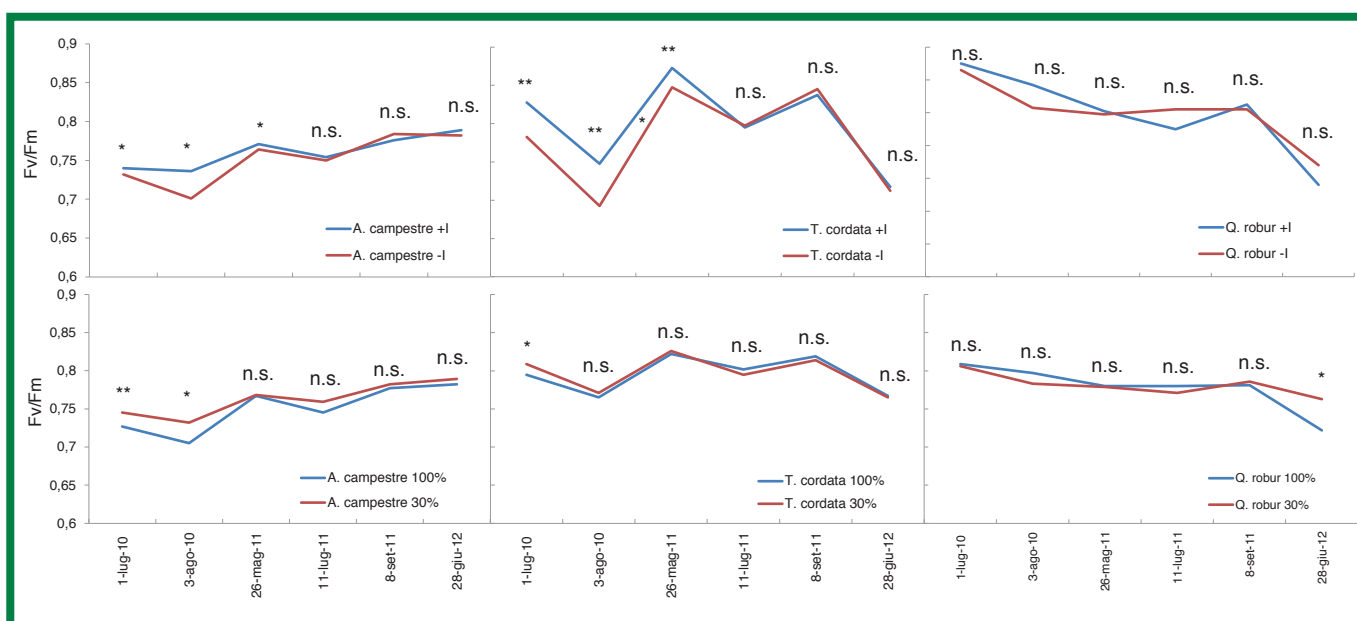 0,9
0,85
0,8
0,75
0,7
0,65
0,6
Fv/Fm
*
*
*
n.s.
n.s.
n.s.
A. campestre +I
A. campestre -I
**
**
**
*
n.s.
n.s.
n.s.
T. cordata +I
T. cordata -I
n.s.
n.s.
n.s.
n.s.
n.s.
n.s.
Q. robur +I
Q. robur -I
0,9
0,85
0,8
0,75
0,7
0,65
0,6
Fv/Fm
**
*
n.s.
n.s.
n.s.
n.s.
A. campestre 100%
A. campestre 30%
*
n.s.
n.s.
n.s.
n.s.
n.s.
T. cordata 100%
T. cordata 30%
n.s.
n.s.
n.s.
n.s.
n.s.
*
Q. robur 100%
Q. robur 30%
1-lug-10
3-ago-10
26-mag-11
11-lug-11
8-set-11
28-giu-12
1-lug-10
3-ago-10
26-mag-11
11-lug-11
8-set-11
28-giu-12
1-lug-10
3-ago-10
26-mag-11
11-lug-11
8-set-11
28-giu-12